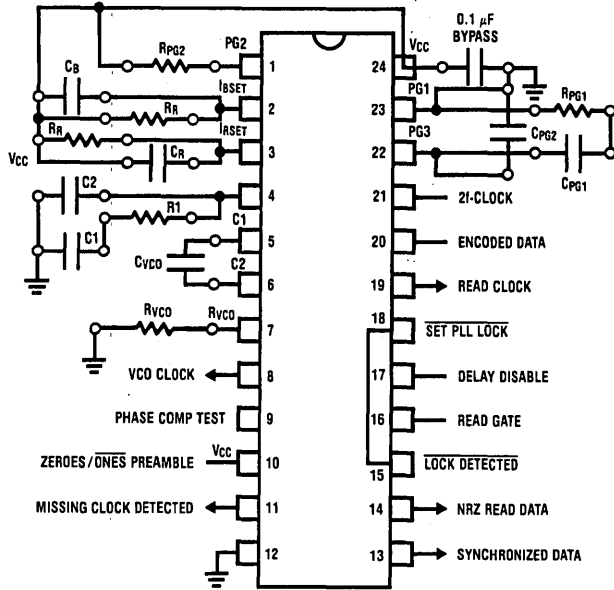 0.1 μF
BYPASS
RPG2
PG2
1
24
VCC
CB
IBSET
2
23
PG1
RPG1
RR
RR
IRSET
3
22
PG3
CPG2
CPG1
VCC
CR
C2
4
21
2f-CLOCK
R1
C1
C1
5
20
ENCODED DATA
CVCO
C2
6
19
READ CLOCK
RVCO
RVCO
7
18
SET PLL LOCK
VCO CLOCK
8
17
DELAY DISABLE
PHASE COMP TEST
9
16
READ GATE
ZEROES/ONES PREAMBLE
VCC
10
15
LOCK DETECTED
MISSING CLOCK DETECTED
11
14
NRZ READ DATA
12
13
SYNCHRONIZED DATA